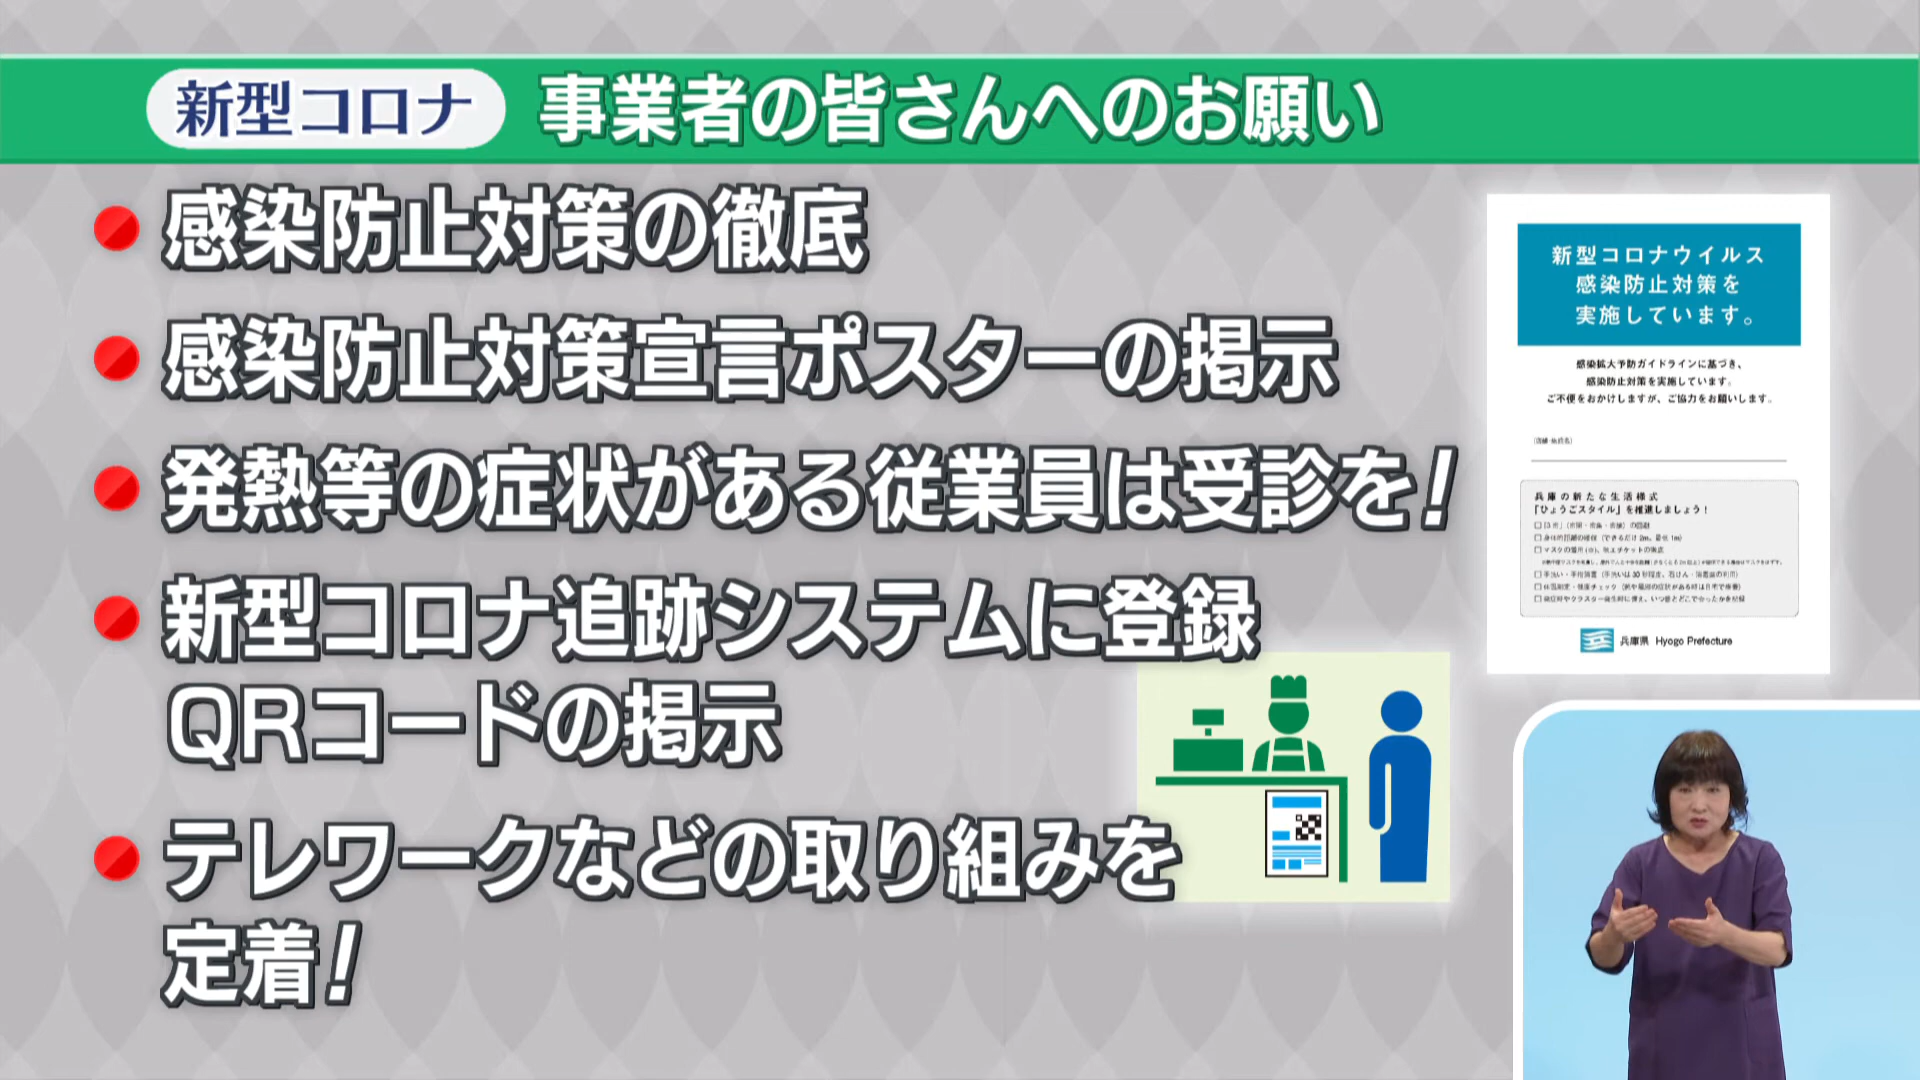 新型コロナ 事業者の皆さんへのお願い
感染防止対策の徹底
感染防止対策宣言ポスターの掲示
発熱等の症状がある従業員は受診を！
新型コロナ追跡システムに登録
QRコードの掲示
テレワークなどの取り組みを
定着！
新型コロナウイルス
感染防止対策を
実施しています。
感染拡大予防ガイドラインに基づき、
感染防止対策を実施しています。
ご不便をおかけしますが、ご協力をお願いします。
兵庫の新たな生活様式
「ひょうごスタイル」を推進しましょう！
兵庫県 Hyogo Prefecture